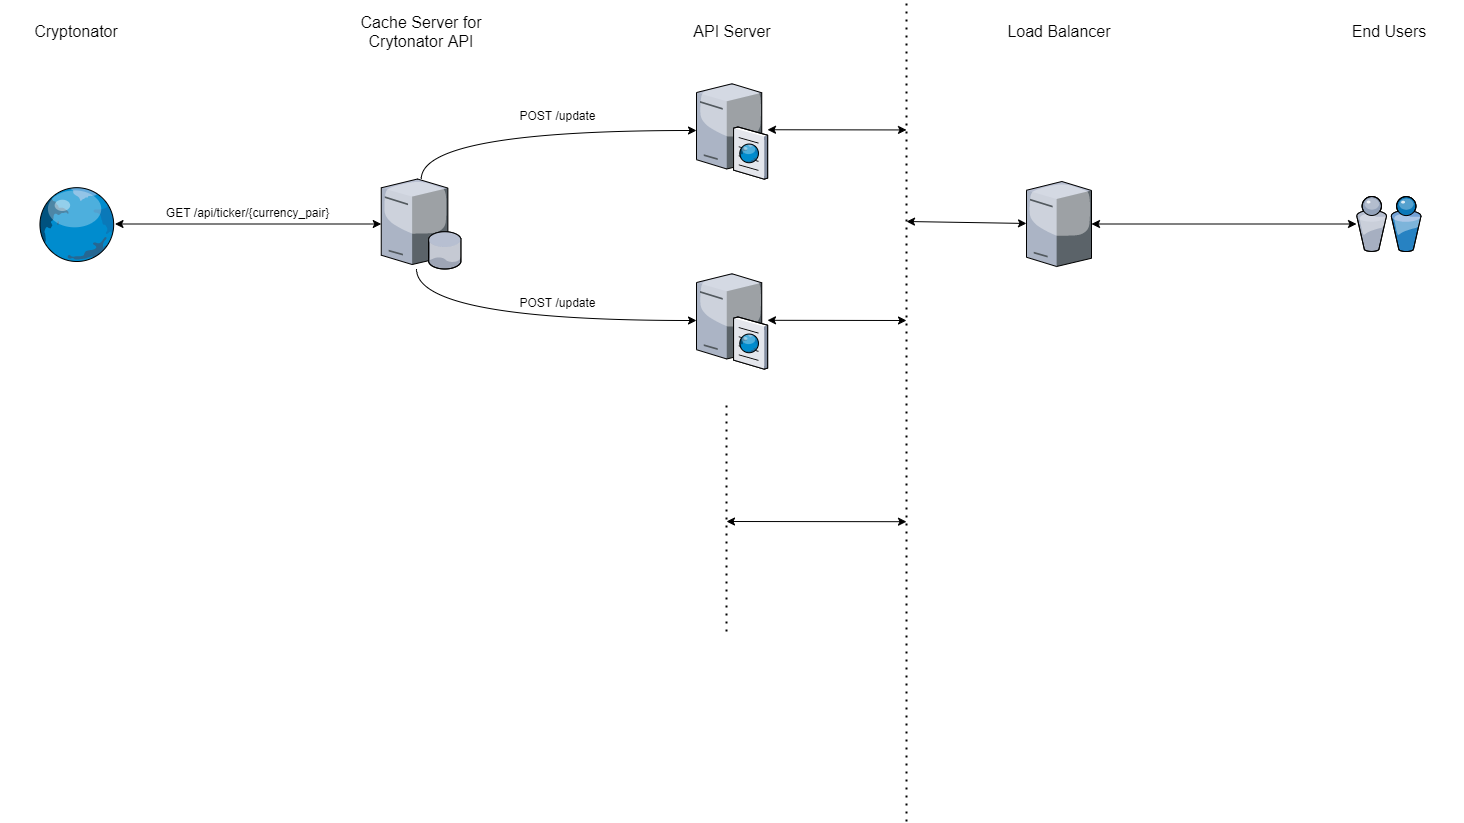 Cryptonator
Cache Server for
Crytonator API
API Server
Load Balancer
End Users
POST /update
GET /api/ticker/{currency_pair}
POST /update